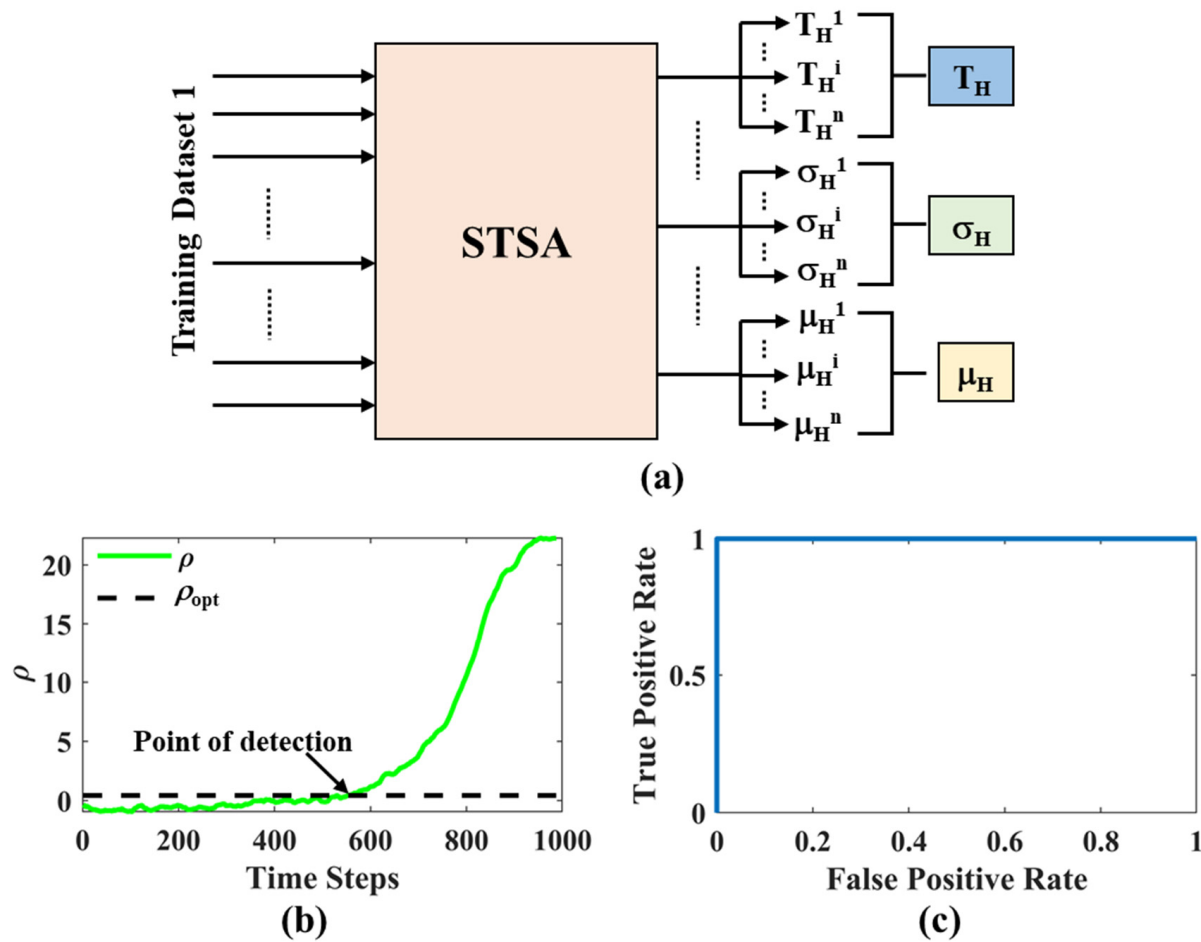 Training Dataset 1
STSA
T_H^1
T_H^i
T_H^n
T_H
σ_H^1
σ_H^i
σ_H^n
σ_H
μ_H^1
μ_H^i
μ_H^n
μ_H
(a)
ρ
20
15
10
5
0
ρ
ρ_opt
Point of detection
0 200 400 600 800 1000
Time Steps
(b)
True Positive Rate
1
0.5
0
0 0.2 0.4 0.6 0.8 1
False Positive Rate
(c)